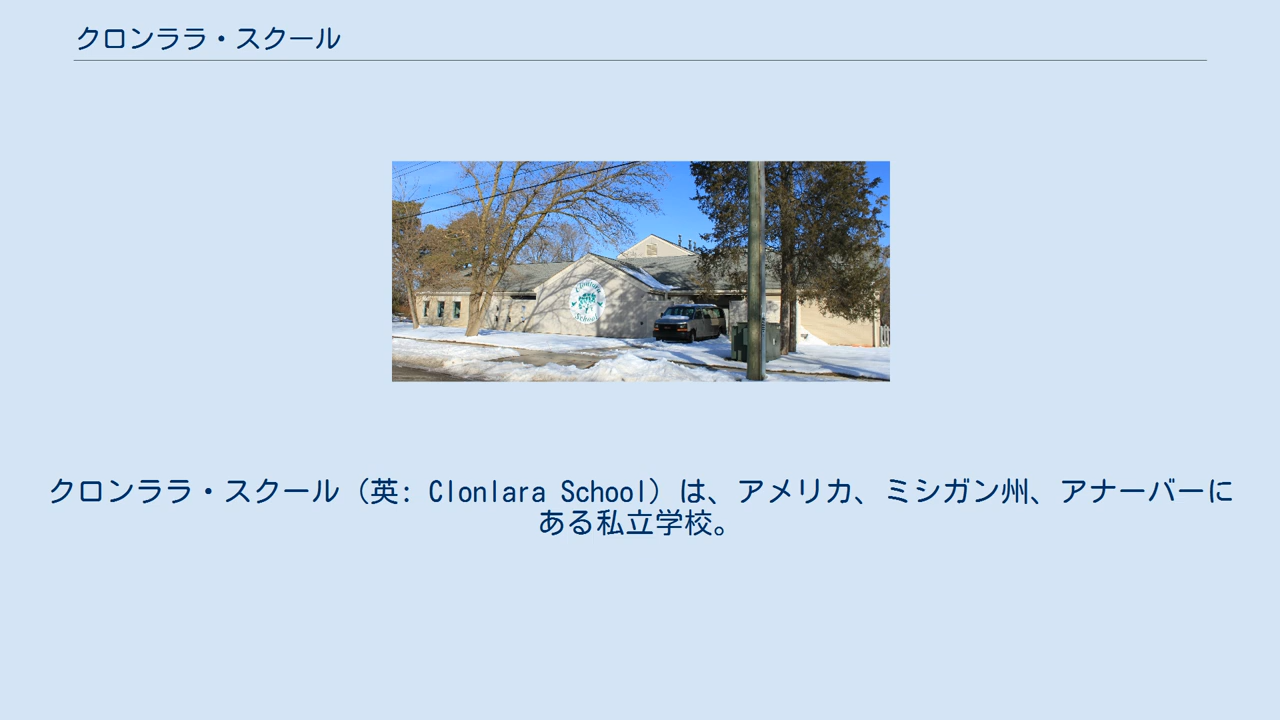 クロンララ・スクール
Clonlara
School
クロンララ・スクール（英: Clonlara School）は、アメリカ、ミシガン州、アナーバーに
ある私立学校。